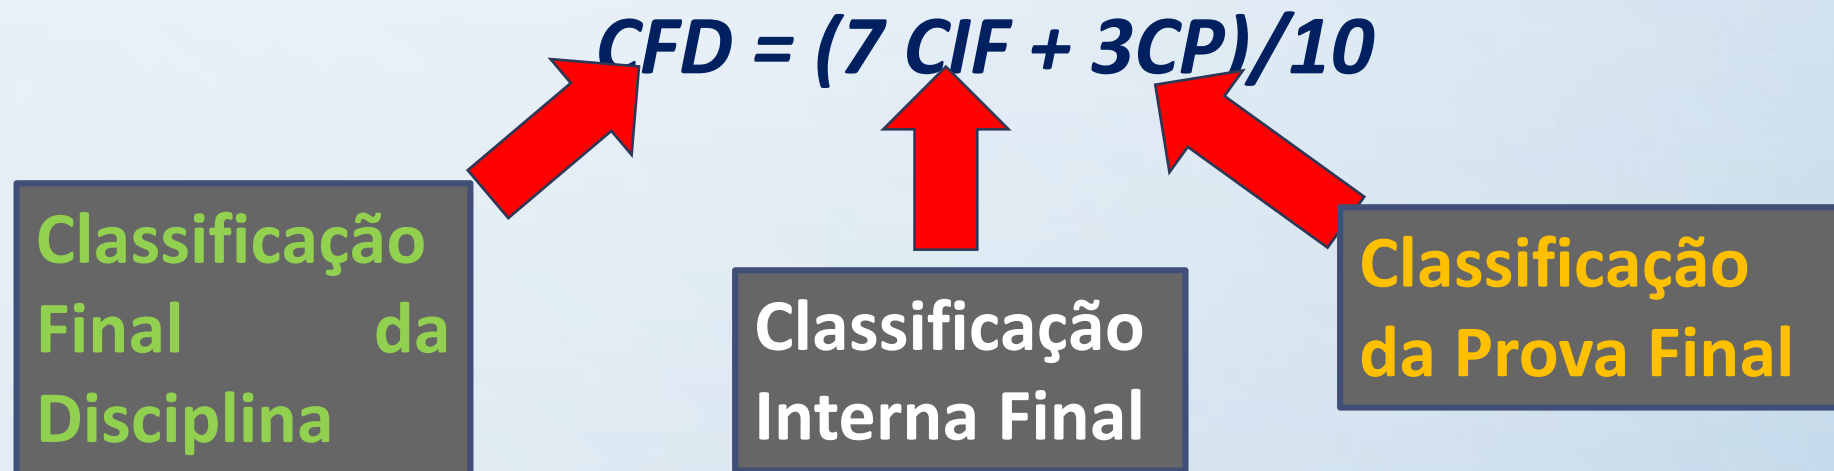 CFD = (7 CIF + 3CP)/10
Classificação
Final da
Disciplina
Classificação
Interna Final
Classificação
da Prova Final